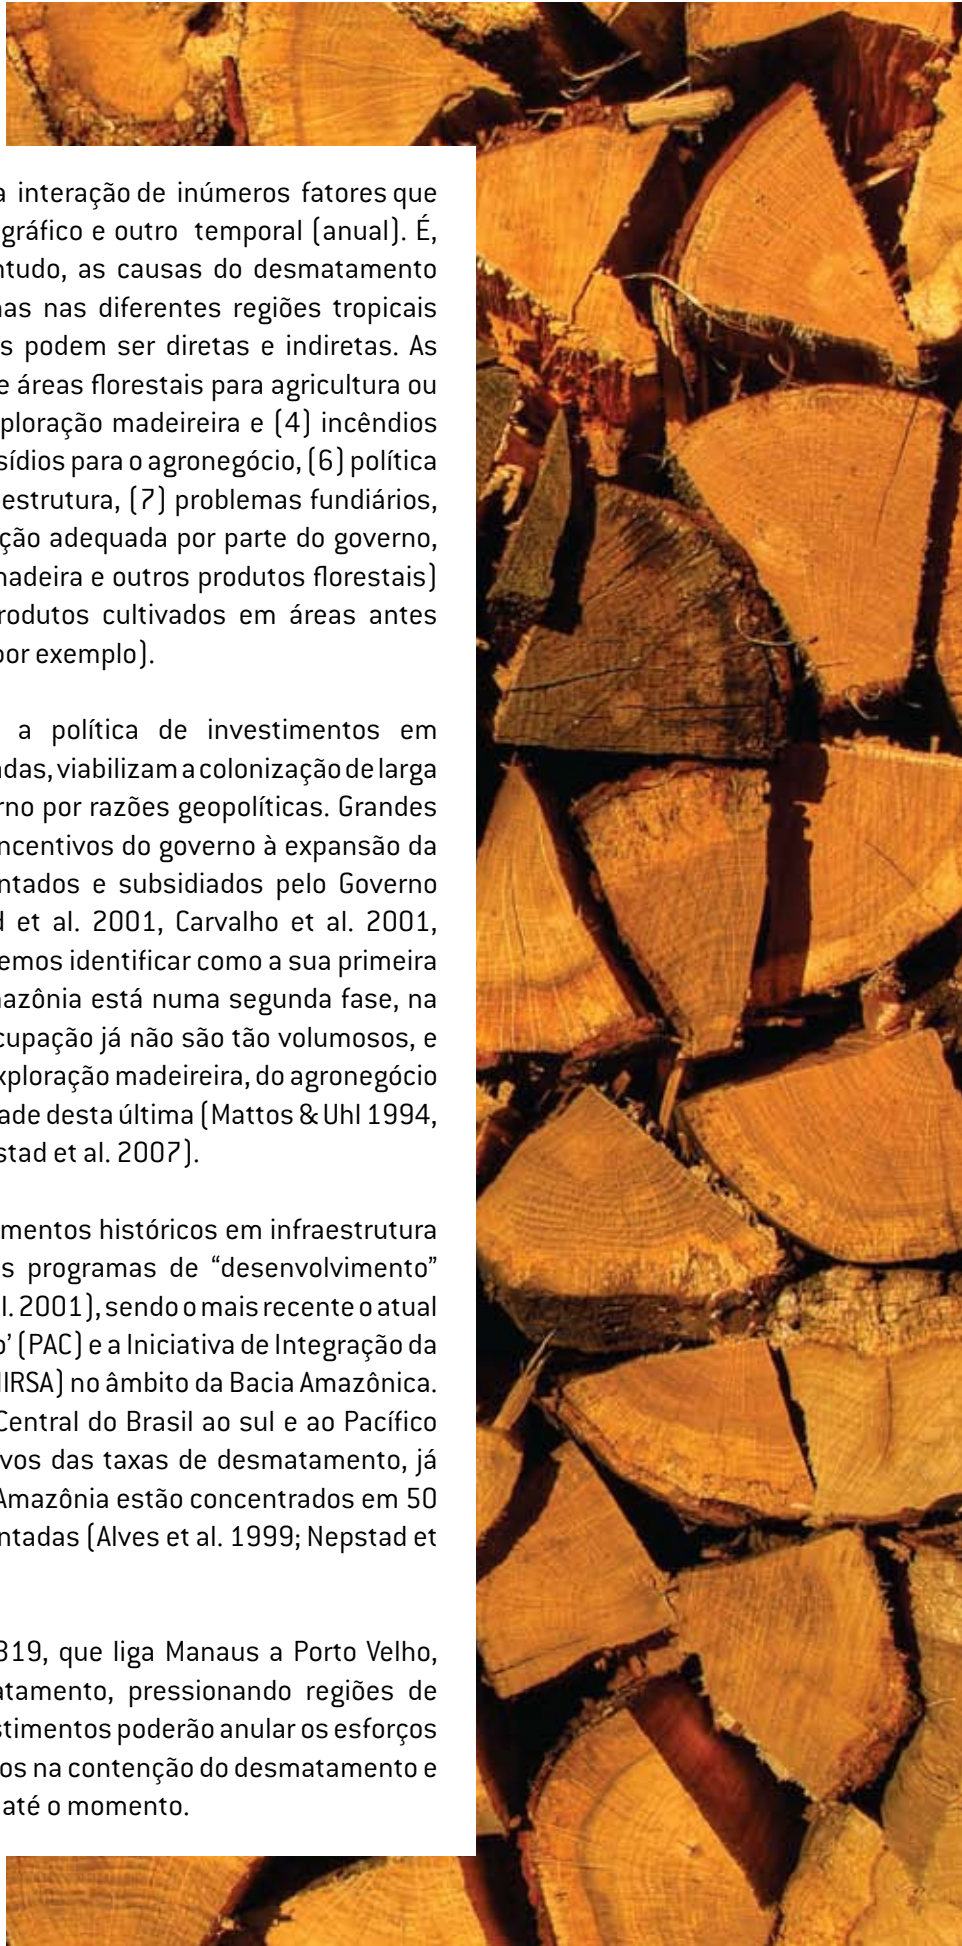 a interação de inúmeros fatores que
gráfico e outro temporal (anual). É,
ntudo, as causas do desmatamento
nas nas diferentes regiões tropicais
s podem ser diretas e indiretas. As
e áreas florestais para agricultura ou
ploração madeireira e (4) incêndios
sídios para o agronegócio, (6) política
estrutura, (7) problemas fundiários,
ção adequada por parte do governo,
nadeira e outros produtos florestais)
rodutos cultivados em áreas antes
por exemplo).
a política de investimentos em
adas, viabilizam a colonização de larga
rno por razões geopolíticas. Grandes
ncentivos do governo à expansão da
ntados e subsidiados pelo Governo
d et al. 2001, Carvalho et al. 2001,
emos identificar como a sua primeira
nazônia está numa segunda fase, na
cupação já não são tão volumosos, e
xploração madeireira, do agronegócio
ade desta última (Mattos & Uhl 1994,
stad et al. 2007).
mentos históricos em infraestrutura
s programas de “desenvolvimento”
l. 2001), sendo o mais recente o atual
o’ (PAC) e a Iniciativa de Integração da
IIRSA) no âmbito da Bacia Amazônica.
Central do Brasil ao sul e ao Pacífico
vos das taxas de desmatamento, já
Amazônia estão concentrados em 50
ntadas (Alves et al. 1999; Nepstad et
319, que liga Manaus a Porto Velho,
atamento, pressionando regiões de
stimentos poderão anular os esforços
os na contenção do desmatamento e
até o momento.